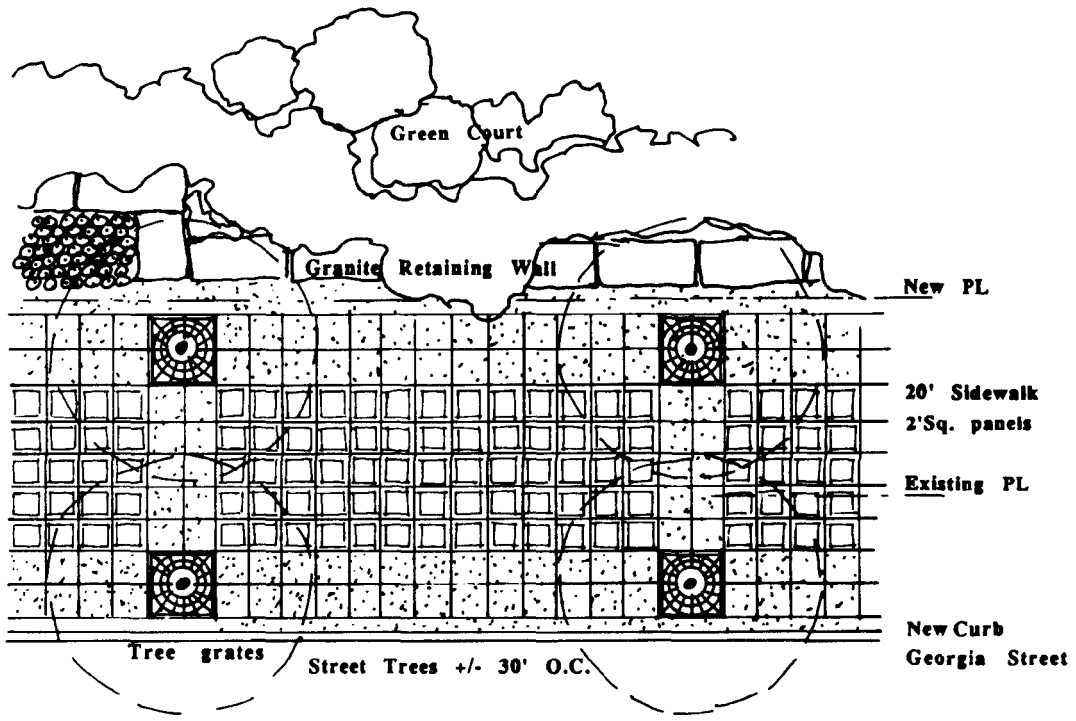 Green Court
Granite Retaining Wall
New PL
20' Sidewalk
2'Sq. panels
Existing PL
New Curb
Georgia Street
Tree grates
Street Trees +/- 30' O.C.